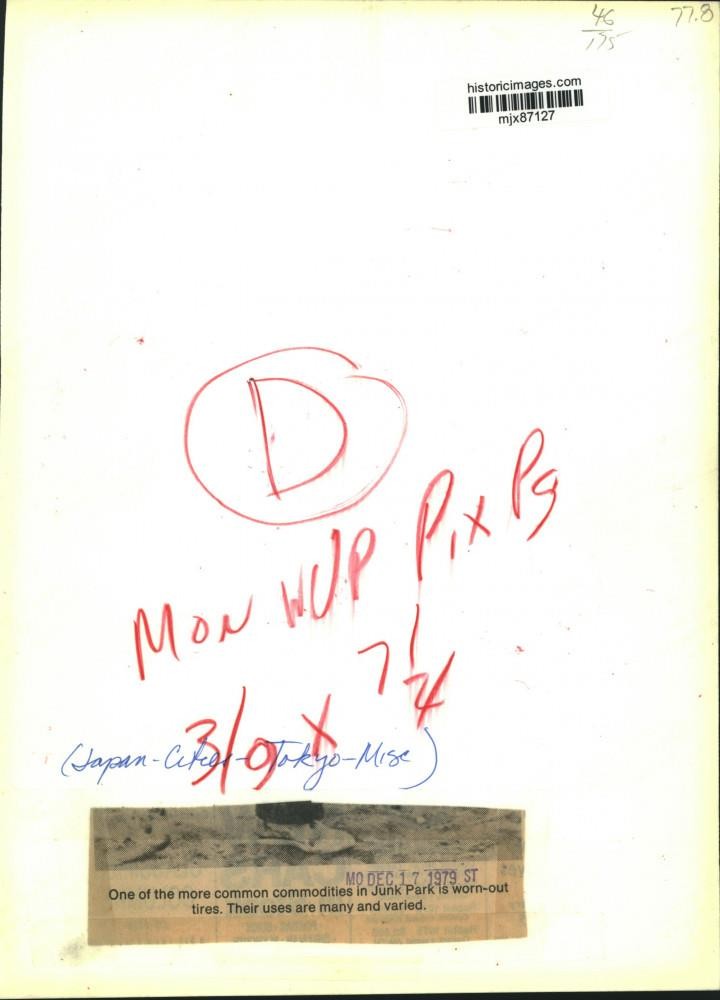 46
77.8
195
historicimages.com
mjx87127
D
MON WUP PIX Pg
3/0 x 7 1/4
(Japan-Cities-Tokyo-Misc)
MO DEC 17 1979 ST
One of the more common commodities in Junk Park is worn-out
tires. Their uses are many and varied.